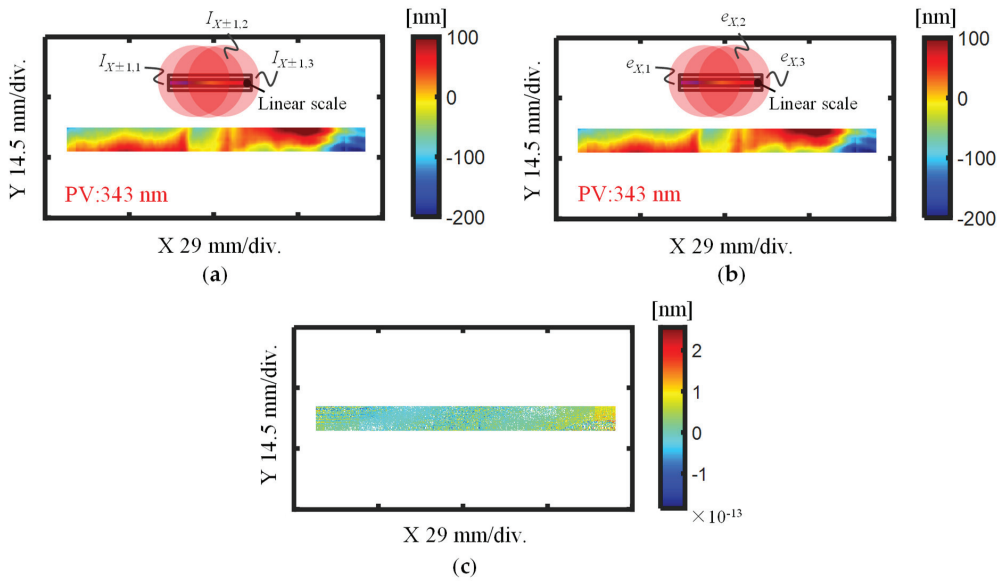 [nm]
I_{X±1,2}
I_{X±1,1}
I_{X±1,3}
Linear scale
PV:343 nm
100
0
-100
-200
Y 14.5 mm/div.
X 29 mm/div.
(a)
[nm]
e_{X,2}
e_{X,1}
e_{X,3}
Linear scale
PV:343 nm
100
0
-100
-200
Y 14.5 mm/div.
X 29 mm/div.
(b)
[nm]
2
1
0
-1
×10⁻¹³
Y 14.5 mm/div.
X 29 mm/div.
(c)